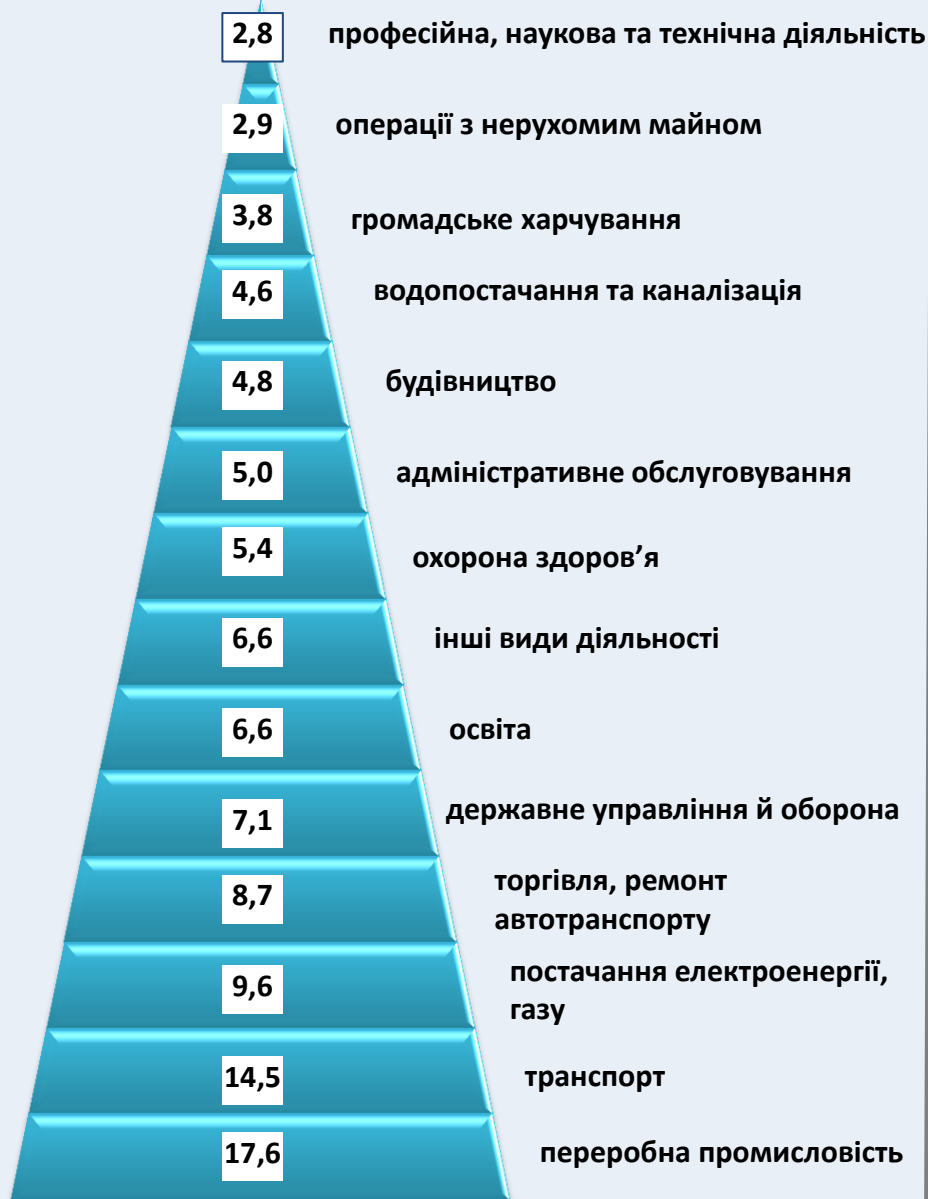 2,8 професійна, наукова та технічна діяльність
2,9 операції з нерухомим майном
3,8 громадське харчування
4,6 водопостачання та каналізація
4,8 будівництво
5,0 адміністративне обслуговування
5,4 охорона здоров’я
6,6 інші види діяльності
6,6 освіта
7,1 державне управління й оборона
8,7 торгівля, ремонт
автотранспорту
9,6 постачання електроенергії,
газу
14,5 транспорт
17,6 переробна промисловість